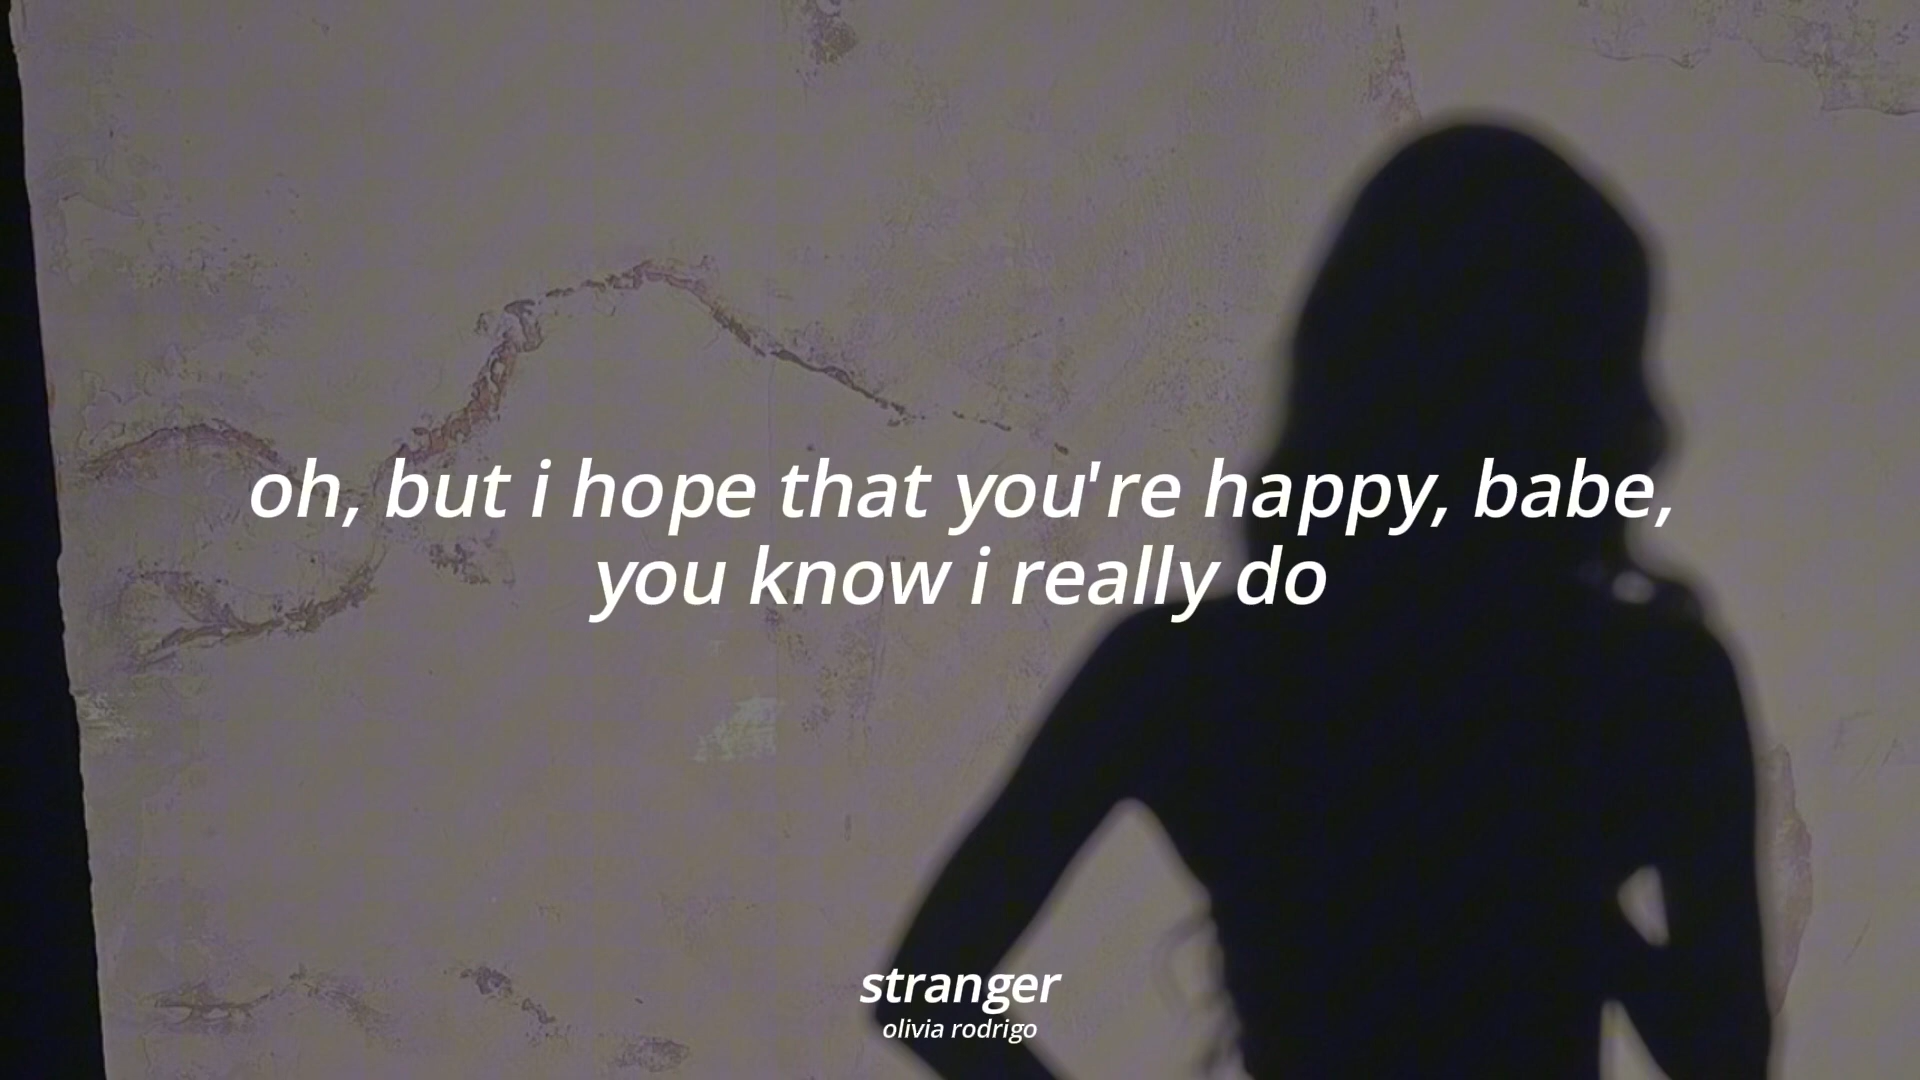 oh, but i hope that you're happy, babe,
you know i really do
stranger
olivia rodrigo